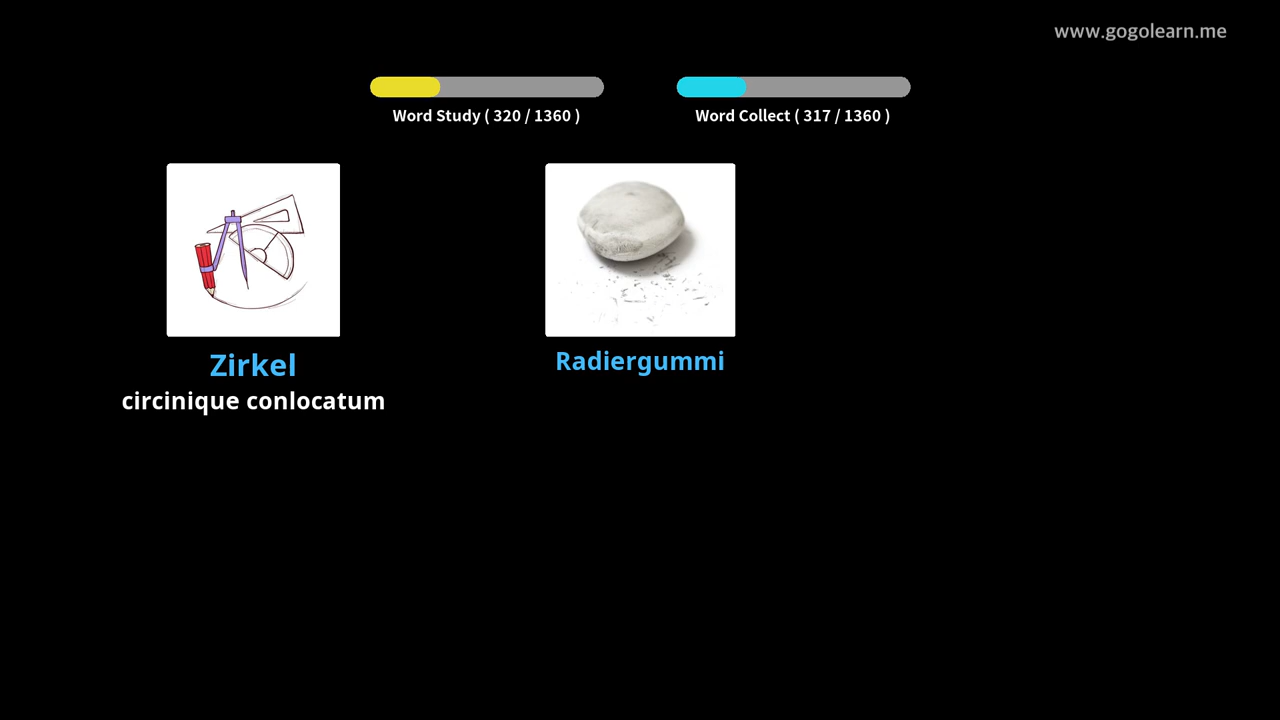 www.gogolearn.me
Word Study ( 320 / 1360 )
Word Collect ( 317 / 1360 )
Zirkel
circinique conlocatum
Radiergummi